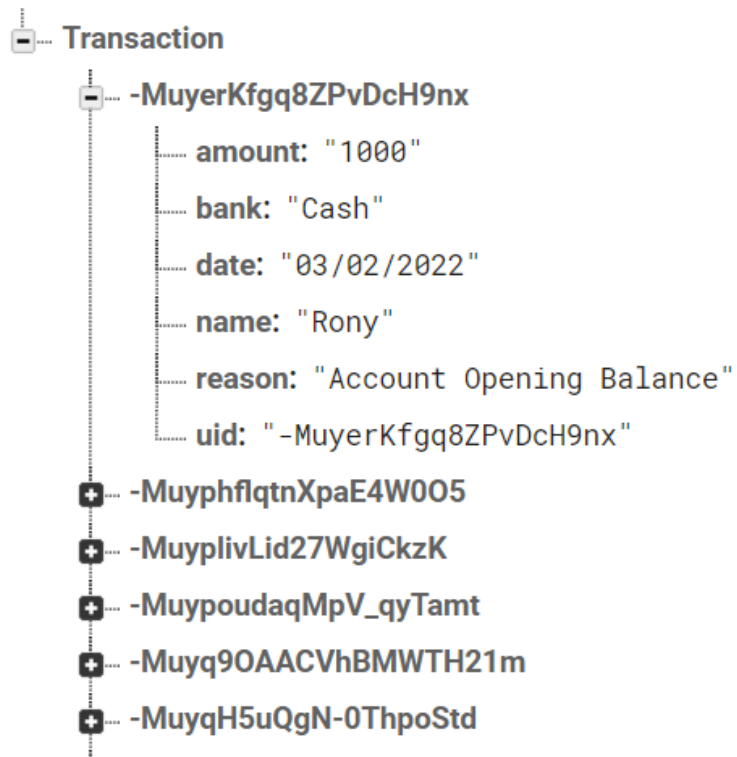 Transaction
-MuyerKfgq8ZPvDcH9nx
amount: "1000"
bank: "Cash"
date: "03/02/2022"
name: "Rony"
reason: "Account Opening Balance"
uid: "-MuyerKfgq8ZPvDcH9nx"
-MuyphflqtnXpaE4W0O5
-MuyplivLid27WgiCkzK
-MuypoudaqMpV_qyTamt
-Muyq9OAACVhBMWTH21m
-MuyqH5uQgN-0ThpoStd